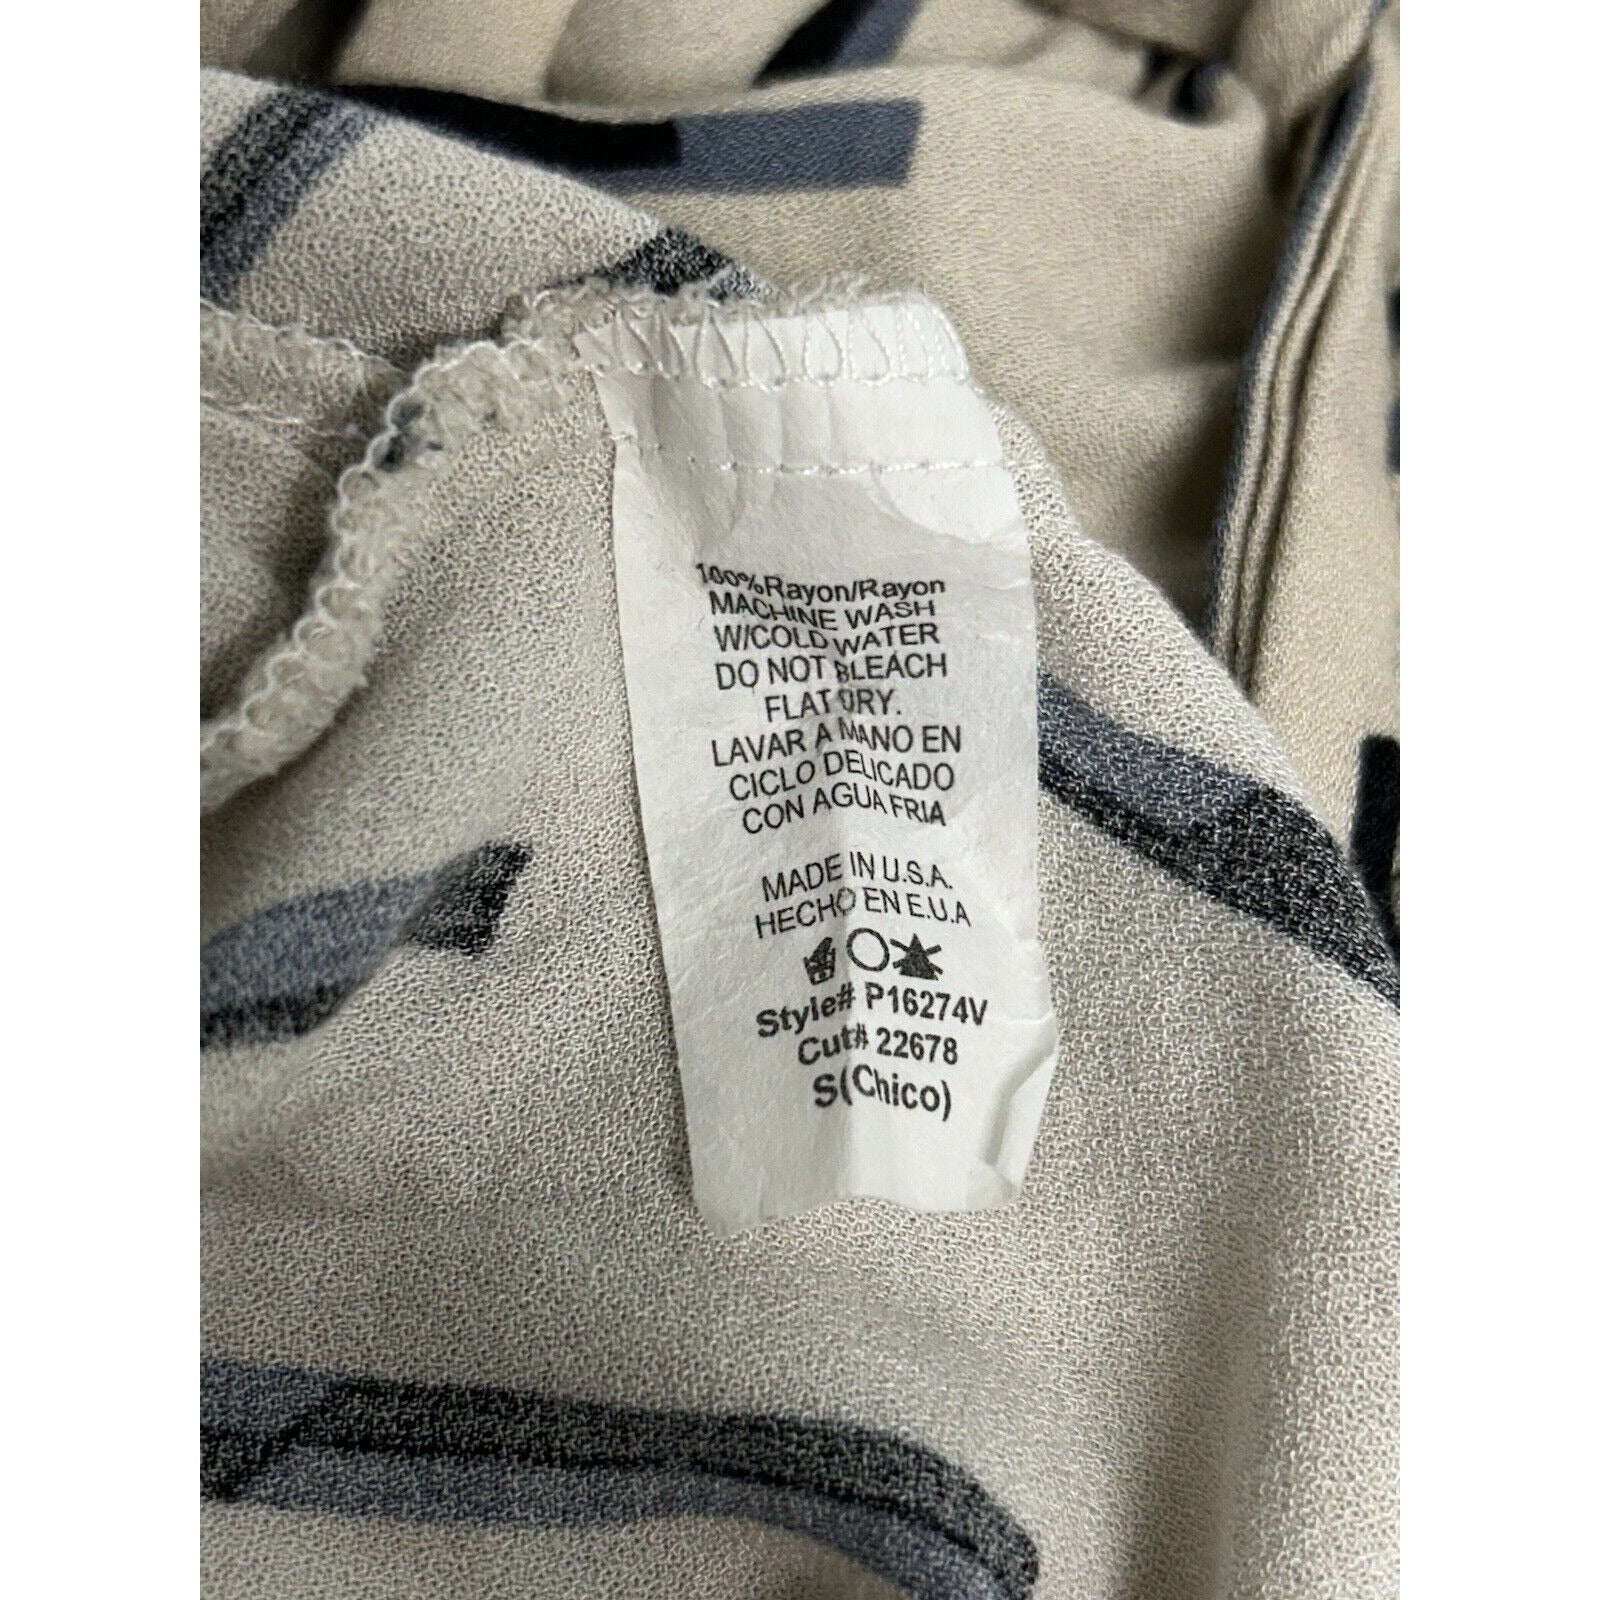 100%Rayon/Rayon
MACHINE WASH
W/COLD WATER
DO NOT BLEACH
FLAT DRY.
LAVAR A MANO EN
CICLO DELICADO
CON AGUA FRIA
MADE IN U.S.A.
HECHO EN E.U.A
Style# P16274V
Cut# 22678
S(Chico)